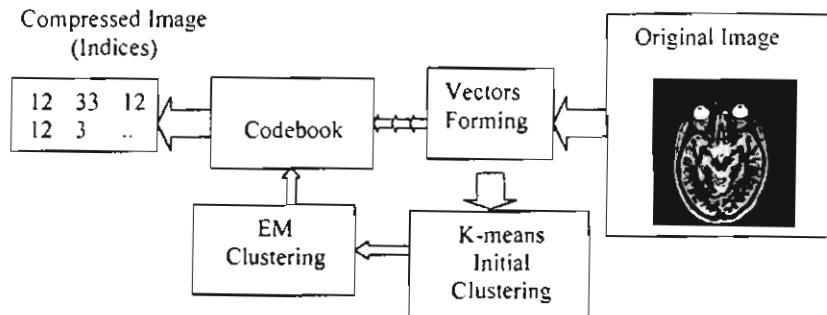 Compressed Image
(Indices)
12 33 12
12 3 ..
Codebook
Vectors
Forming
Original Image
EM
Clustering
K-means
Initial
Clustering